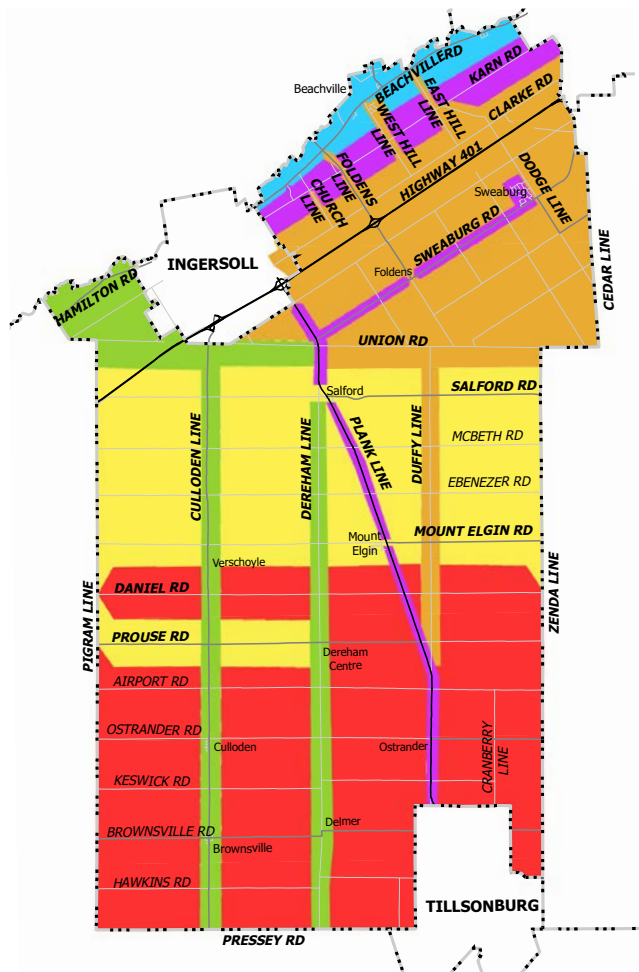 BEACHVILLERD
KARN RD
Beachville
EAST HILL
LINE
CLARKE RD
WEST HILL
LINE
HIGHWAY 401
FOLDENS
LINE
DODGE LINE
CHURCH
LINE
Sweaburg
SWEABURG RD
INGERSOLL
Foldens
CEDAR LINE
HAMILTON RD
UNION RD
Salford
SALFORD RD
CULLODEN LINE
DEREHAM LINE
PLANK LINE
DUFFY LINE
MCBETH RD
EBENEZER RD
Mount
Elgin
MOUNT ELGIN RD
Verschoyle
PIGRAM LINE
DANIEL RD
ZENDA LINE
PROUSE RD
Dereham
Centre
AIRPORT RD
OSTRANDER RD
Culloden
Ostrander
CRANBERRY
LINE
KESWICK RD
Delmer
BROWNSVILLE RD
Brownsville
HAWKINS RD
TILLSONBURG
PRESSEY RD